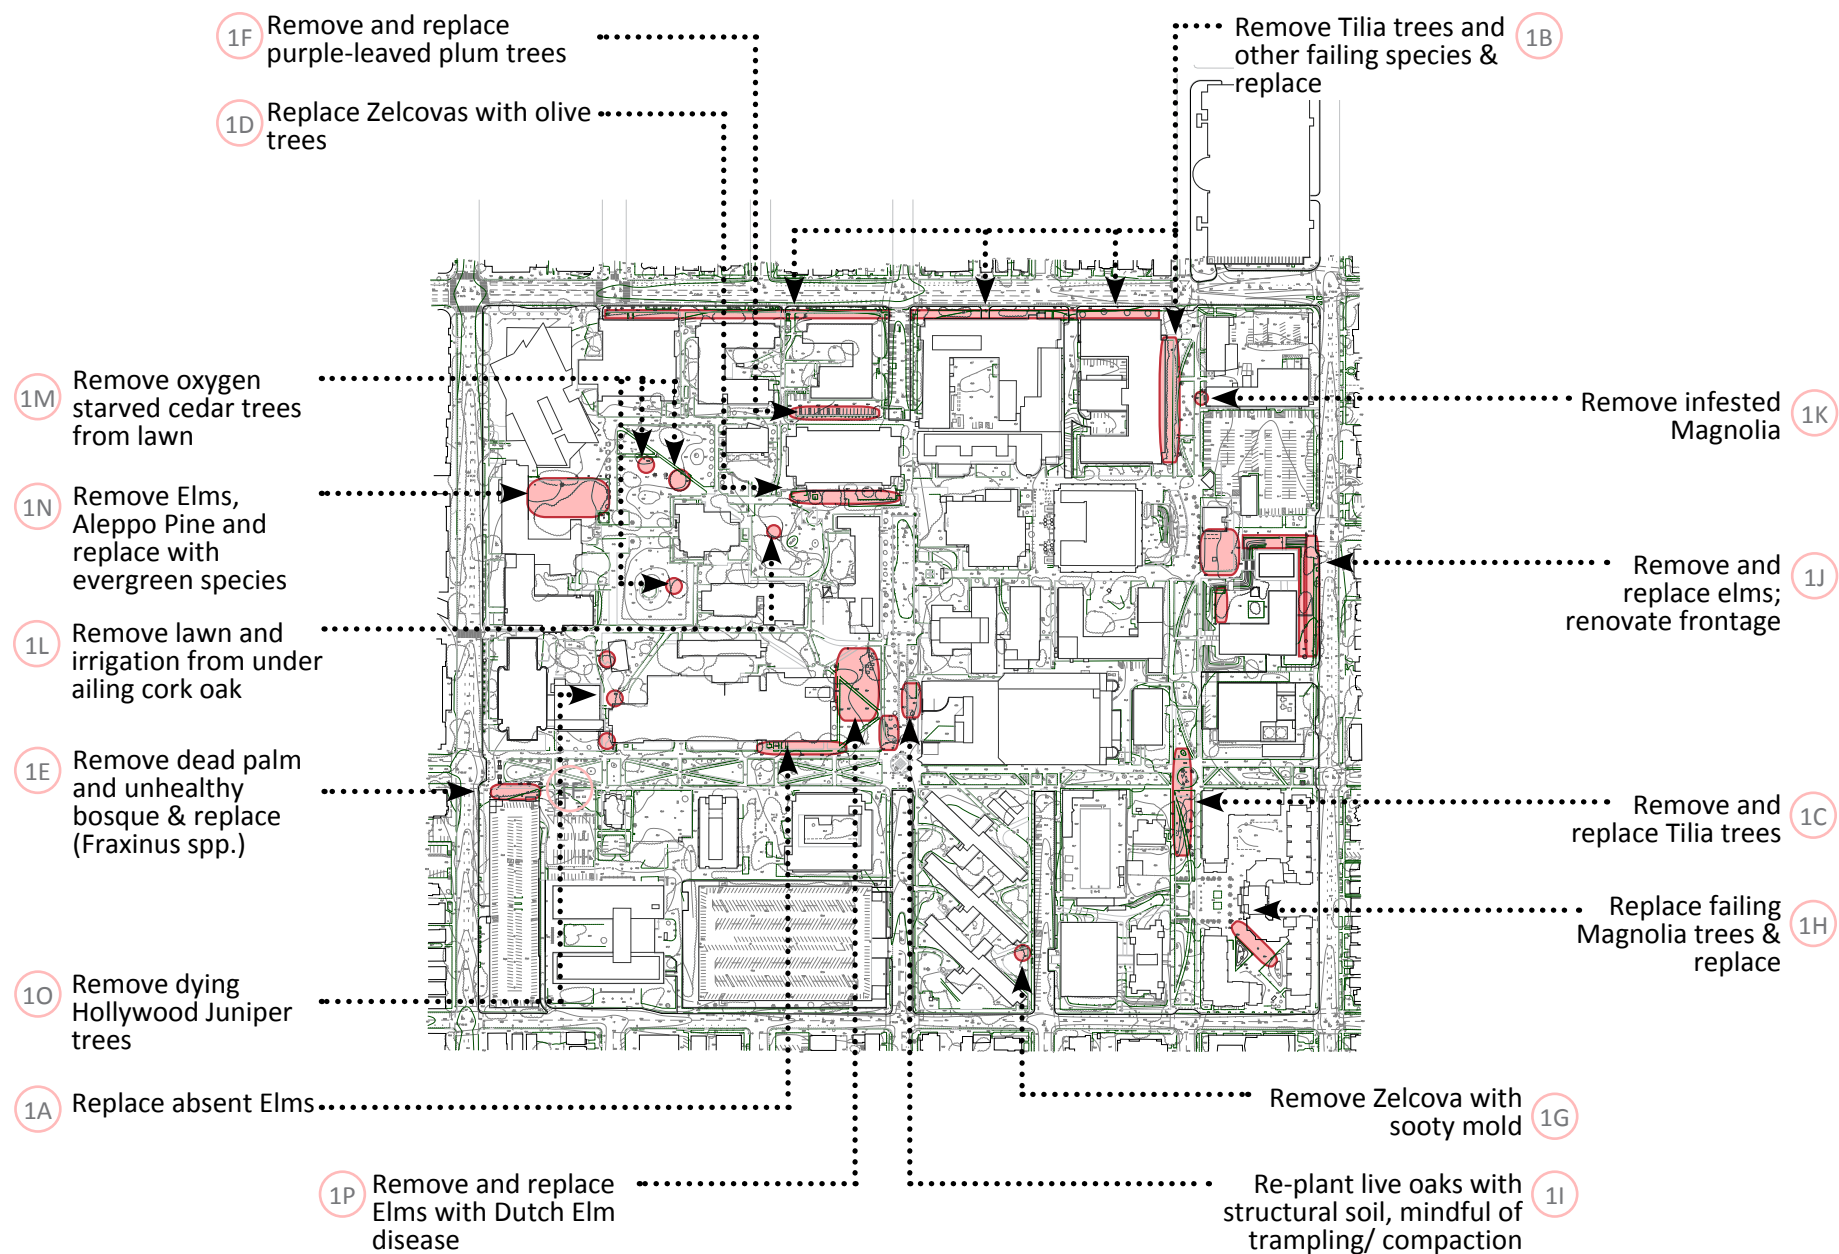 1F
Remove and replace
purple-leaved plum trees
Remove Tilia trees and
other failing species &
replace
1B
1D
Replace Zelcovas with olive
trees
1M
Remove oxygen
starved cedar trees
from lawn
Remove infested
Magnolia
1K
1N
Remove Elms,
Aleppo Pine and
replace with
evergreen species
Remove and
replace elms;
renovate frontage
1J
1L
Remove lawn and
irrigation from under
ailing cork oak
1E
Remove dead palm
and unhealthy
bosque & replace
(Fraxinus spp.)
Remove and
replace Tilia trees
1C
Replace failing
Magnolia trees &
replace
1H
1O
Remove dying
Hollywood Juniper
trees
1A
Replace absent Elms
Remove Zelcova with
sooty mold
1G
1P
Remove and replace
Elms with Dutch Elm
disease
Re-plant live oaks with
structural soil, mindful of
trampling/ compaction
1I